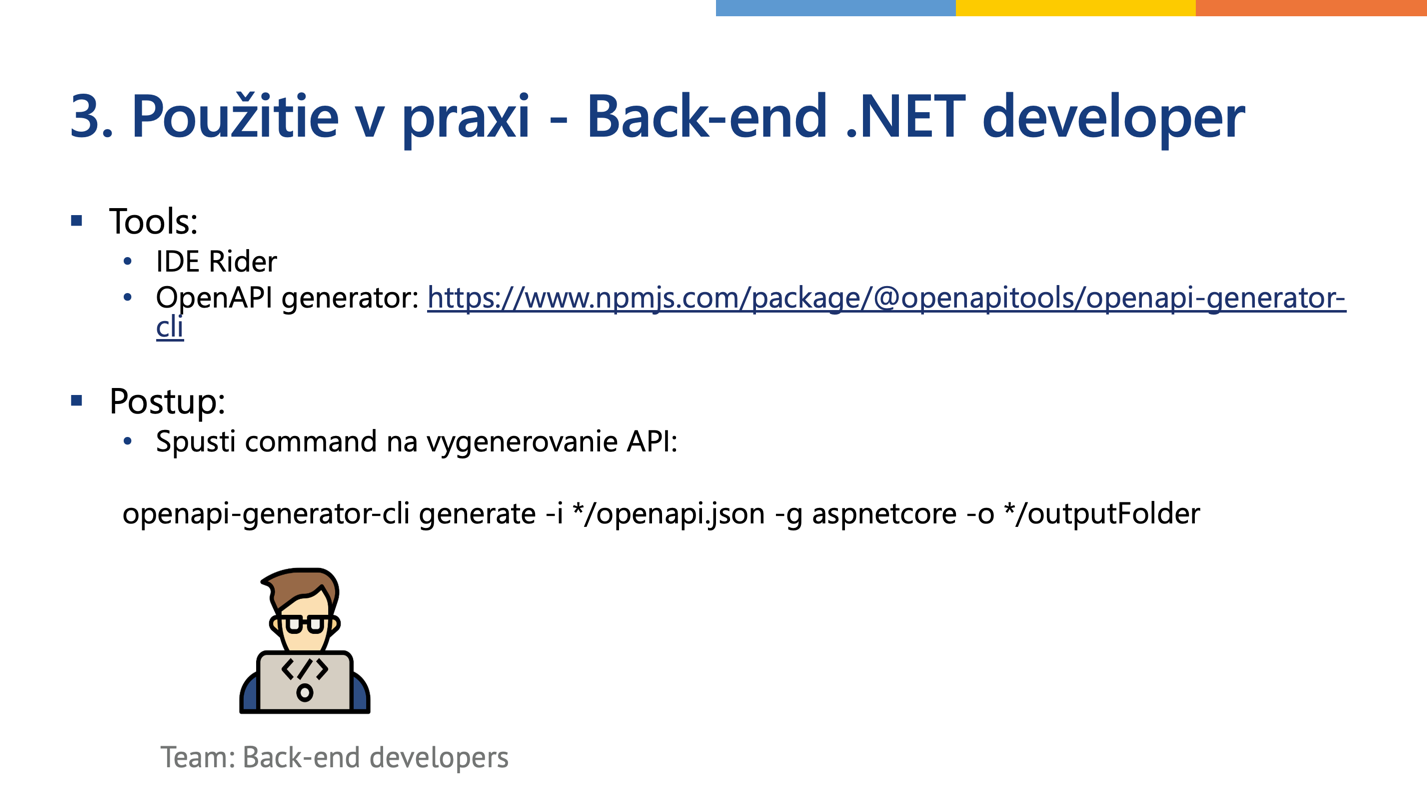 3. Použitie v praxi - Back-end .NET developer
▪ Tools:
• IDE Rider
• OpenAPI generator: https://www.npmjs.com/package/@openapitools/openapi-generator-
cli
▪ Postup:
• Spusti command na vygenerovanie API:
openapi-generator-cli generate -i */openapi.json -g aspnetcore -o */outputFolder
</>
Team: Back-end developers